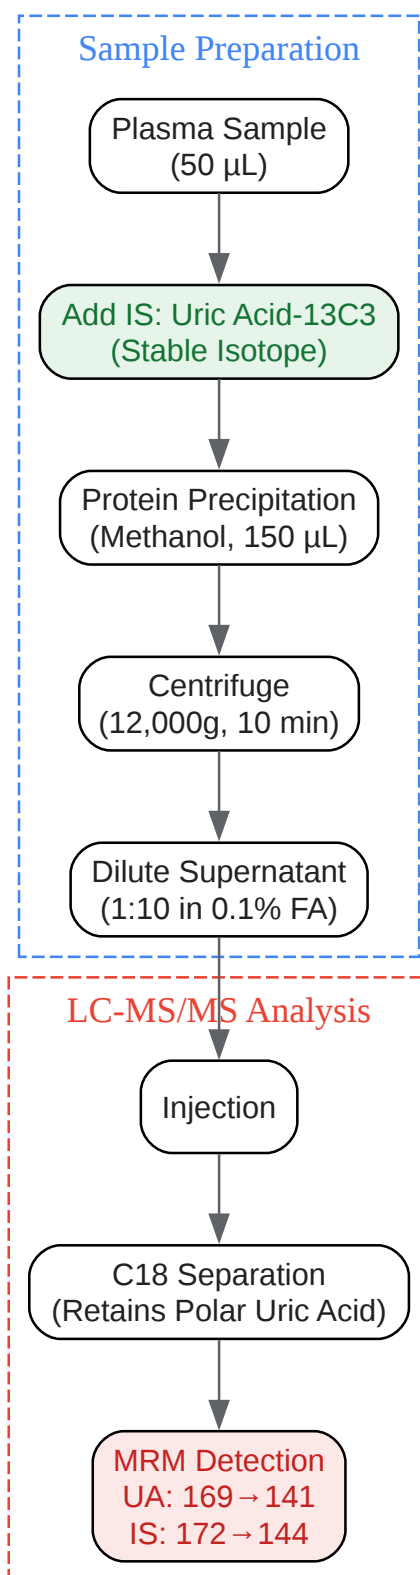 Sample Preparation
Plasma Sample
(50 µL)
Add IS: Uric Acid-13C3
(Stable Isotope)
Protein Precipitation
(Methanol, 150 µL)
Centrifuge
(12,000g, 10 min)
Dilute Supernatant
(1:10 in 0.1% FA)
LC-MS/MS Analysis
Injection
C18 Separation
(Retains Polar Uric Acid)
MRM Detection
UA: 169→141
IS: 172→144